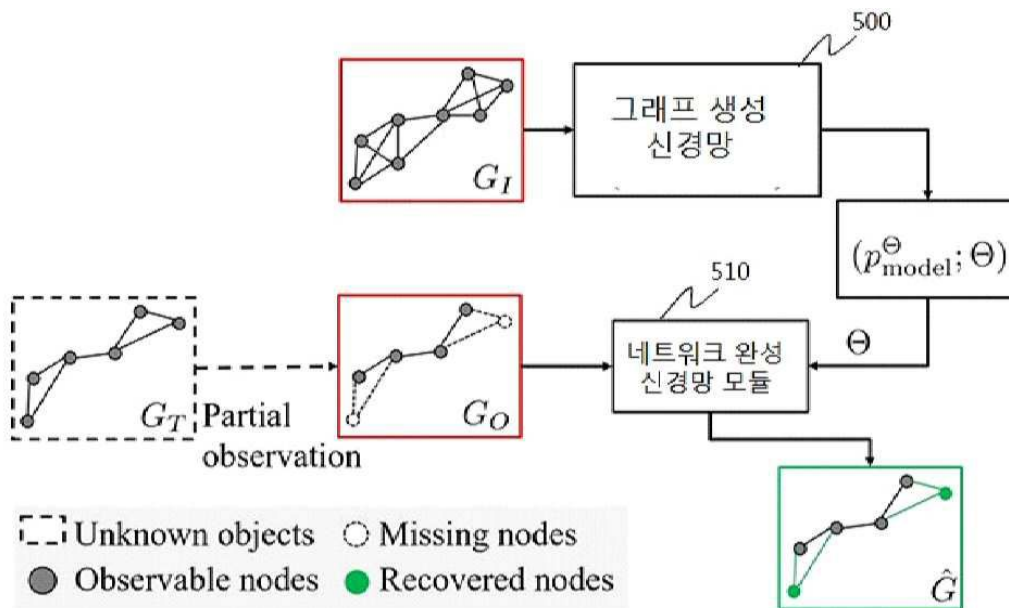 500
그래프 생성
신경망
G_I
(p_model^Θ; Θ)
510
네트워크 완성
신경망 모듈
Θ
G_T
Partial
observation
G_O
Ĝ
Unknown objects
Missing nodes
Observable nodes
Recovered nodes